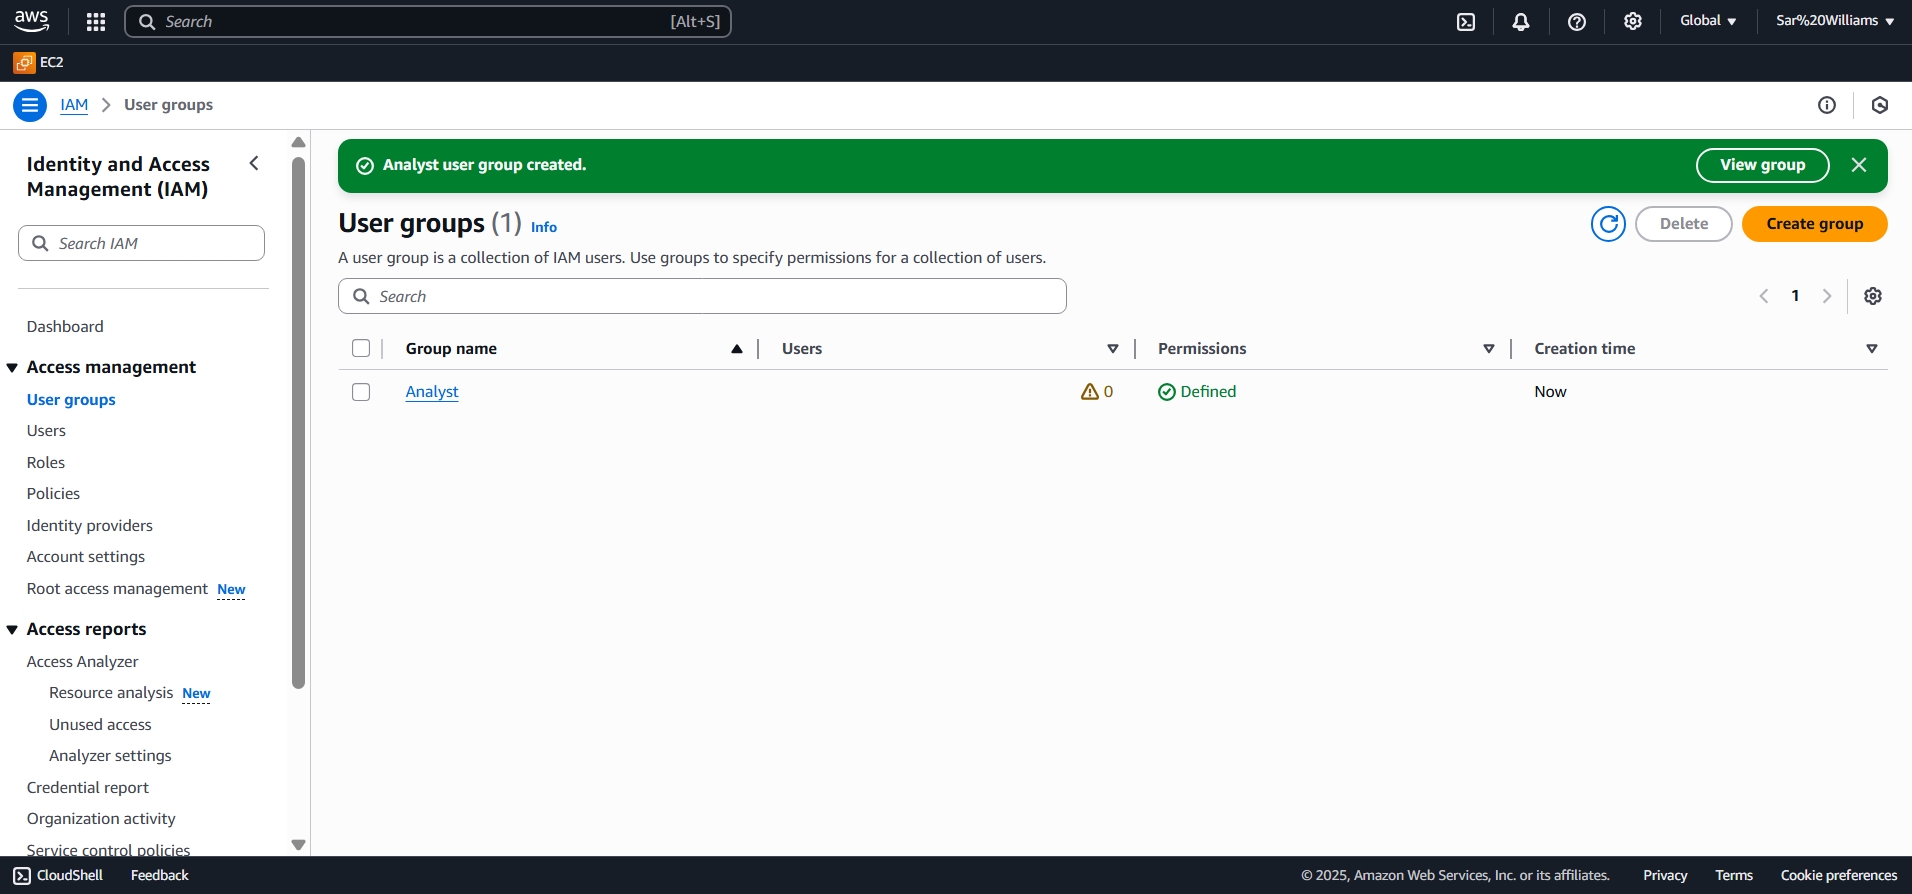 aws
Search [Alt+S]
Global
Sar%20Williams
EC2
IAM
User groups
Identity and Access
Management (IAM)
Search IAM
Dashboard
Access management
User groups
Users
Roles
Policies
Identity providers
Account settings
Root access management New
Access reports
Access Analyzer
Resource analysis New
Unused access
Analyzer settings
Credential report
Organization activity
Service control policies
Analyst user group created.
View group
User groups (1) Info
Delete
Create group
A user group is a collection of IAM users. Use groups to specify permissions for a collection of users.
Search
1
Group name Users Permissions Creation time
Analyst 0 Defined Now
CloudShell Feedback
© 2025, Amazon Web Services, Inc. or its affiliates. Privacy Terms Cookie preferences